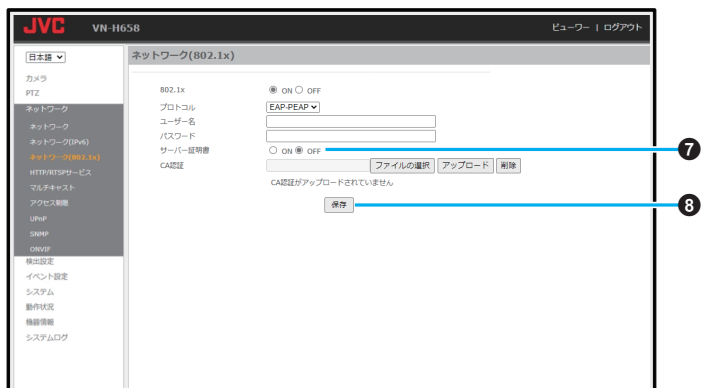 JVC VN-H658 ビューワー | ログアウト
日本語
ネットワーク(802.1x)
カメラ
PTZ
ネットワーク
ネットワーク
ネットワーク(IPv6)
ネットワーク(802.1x)
HTTP/RTSPサービス
マルチキャスト
アクセス制限
UPnP
SNMP
ONVIF
検出設定
イベント設定
システム
動作状況
機器情報
システムログ
802.1x ON OFF
プロトコル EAP-PEAP
ユーザー名
パスワード
サーバー証明書 ON OFF
CA認証 ファイルの選択 アップロード 削除
CA認証がアップロードされていません
保存
7
8